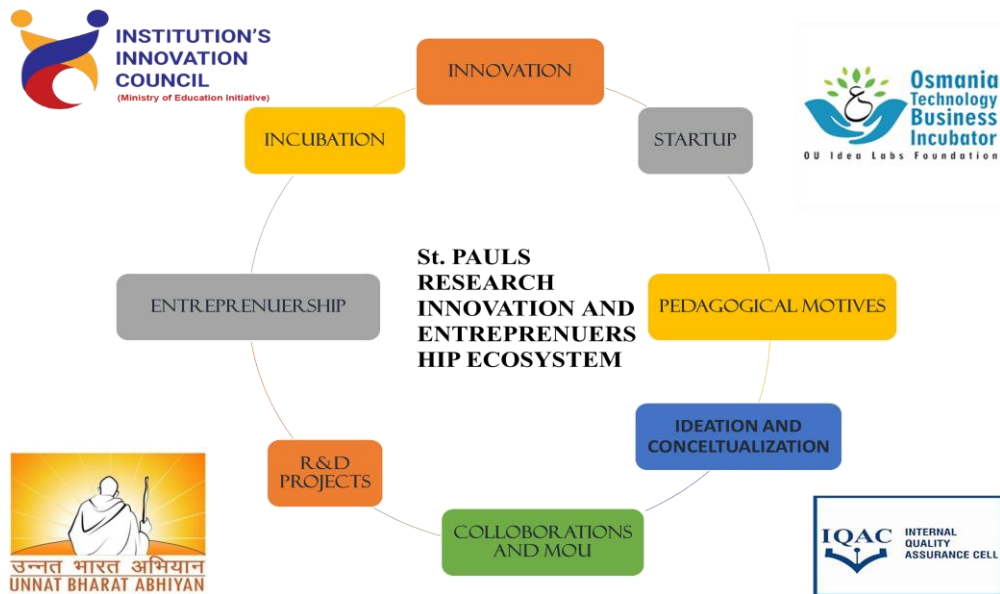 INSTITUTION'S
INNOVATION
COUNCIL
(Ministry of Education Initiative)
INNOVATION
Osmania
Technology
Business
Incubator
OU Idea Labs Foundation
INCUBATION
STARTUP
St. PAULS
RESEARCH
INNOVATION AND
ENTREPRENUERS
HIP ECOSYSTEM
ENTREPRENUERSHIP
PEDAGOGICAL MOTIVES
IDEATION AND
CONCELTUALIZATION
R&D
PROJECTS
COLLOBORATIONS
AND MOU
उन्नत भारत अभियान
UNNAT BHARAT ABHIYAN
IQAC
INTERNAL
QUALITY
ASSURANCE CELL